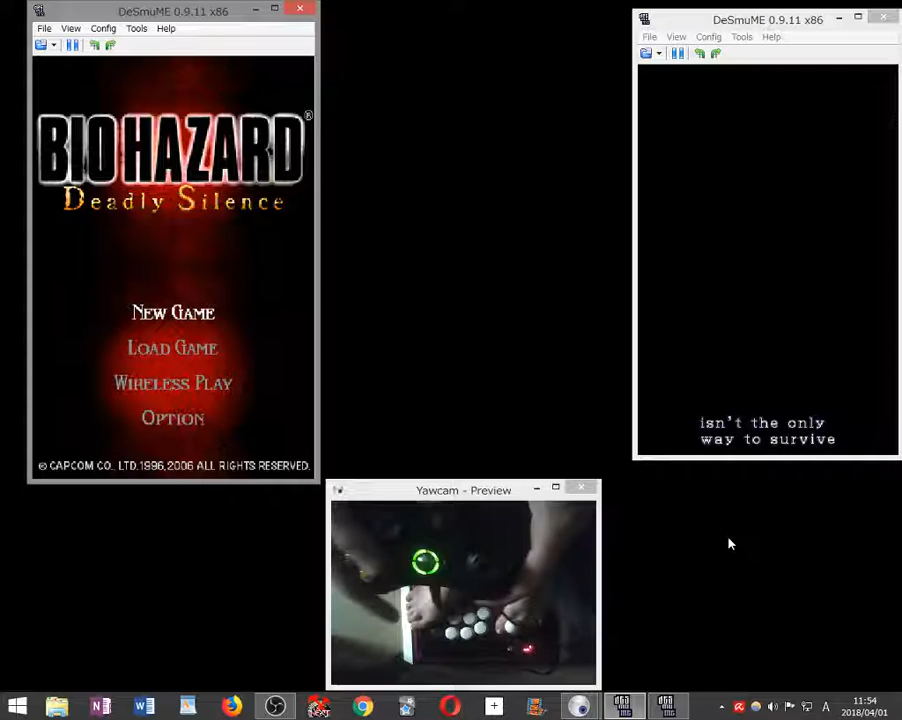 DeSmuME 0.9.11 x86
File View Config Tools Help
BIOHAZARD®
Deadly Silence
NEW GAME
LOAD GAME
WIRELESS PLAY
OPTION
© CAPCOM CO., LTD.1996,2006 ALL RIGHTS RESERVED.
DeSmuME 0.9.11 x86
File View Config Tools Help
isn't the only
way to survive
Yawcam - Preview
A
11:54
2018/04/01